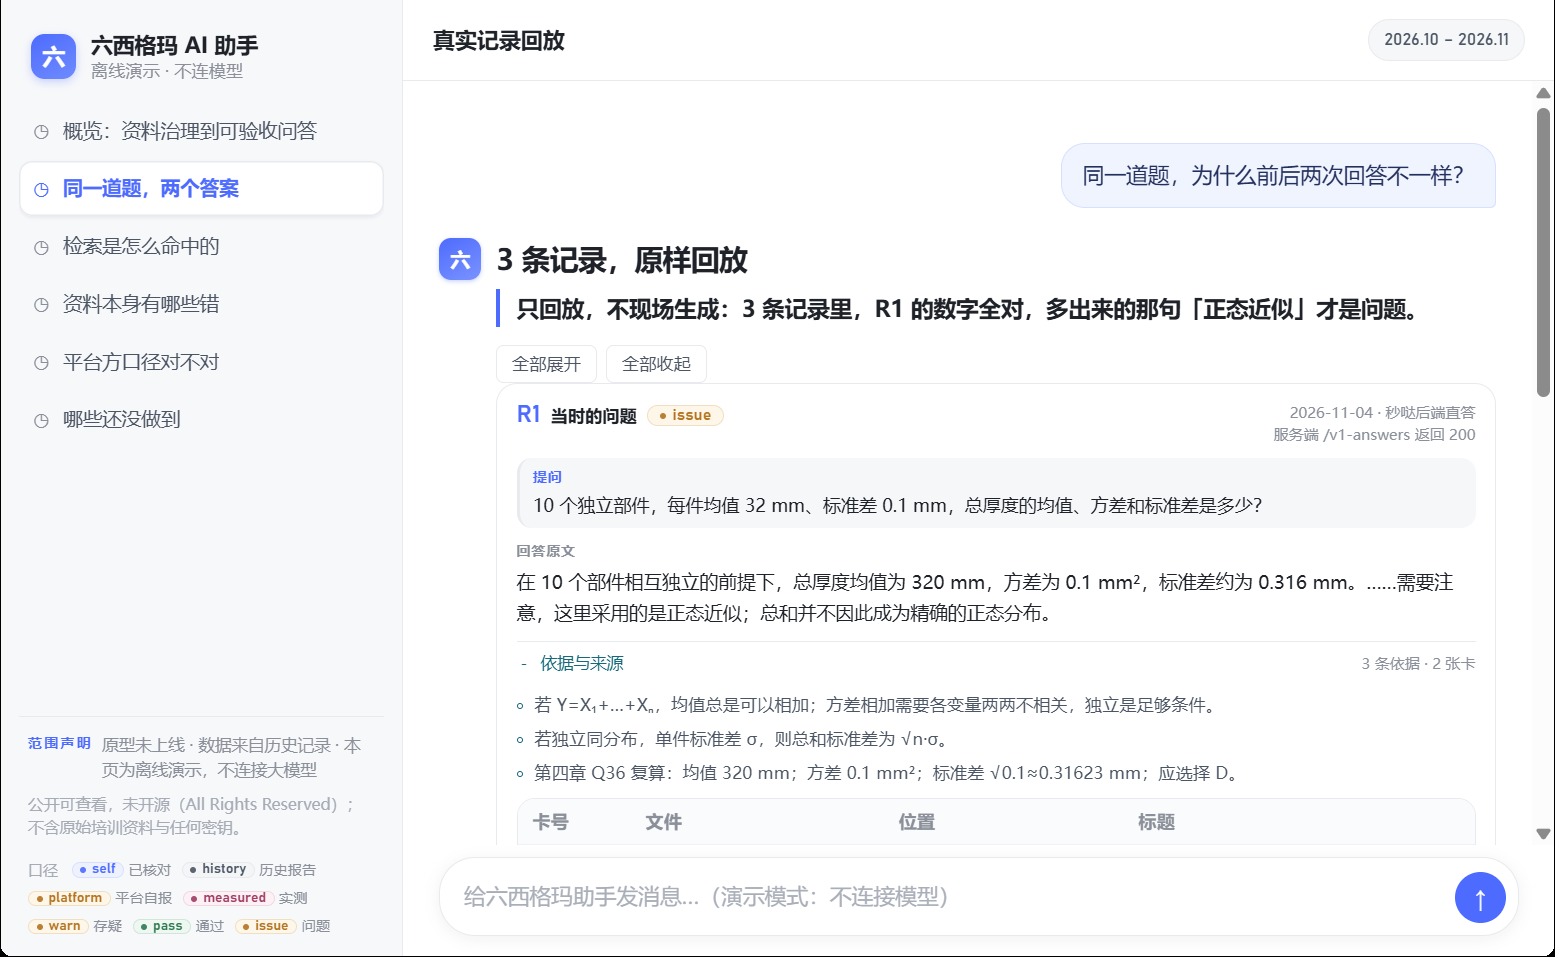 六
六西格玛 AI 助手
离线演示 · 不连模型
概览：资料治理到可验收问答
同一道题，两个答案
检索是怎么命中的
资料本身有哪些错
平台方口径对不对
哪些还没做到
范围声明 原型未上线 · 数据来自历史记录 · 本
页为离线演示，不连接大模型
公开可查看，未开源（All Rights Reserved）；
不含原始培训资料与任何密钥。
口径 self 已核对 history 历史报告
platform 平台自报 measured 实测
warn 存疑 pass 通过 issue 问题
真实记录回放
2026.10 – 2026.11
同一道题，为什么前后两次回答不一样？
六
3 条记录，原样回放
只回放，不现场生成：3 条记录里，R1 的数字全对，多出来的那句「正态近似」才是问题。
全部展开 全部收起
R1 当时的问题 issue
2026-11-04 · 秒哒后端直答
服务端 /v1-answers 返回 200
提问
10 个独立部件，每件均值 32 mm、标准差 0.1 mm，总厚度的均值、方差和标准差是多少？
回答原文
在 10 个部件相互独立的前提下，总厚度均值为 320 mm，方差为 0.1 mm²，标准差约为 0.316 mm。……需要注
意，这里采用的是正态近似；总和并不因此成为精确的正态分布。
- 依据与来源
3 条依据 · 2 张卡
若 Y=X₁+…+Xₙ，均值总是可以相加；方差相加需要各变量两两不相关，独立是足够条件。
若独立同分布，单件标准差 σ，则总和标准差为 √n·σ。
第四章 Q36 复算：均值 320 mm；方差 0.1 mm²；标准差 √0.1≈0.31623 mm；应选择 D。
卡号 文件 位置 标题
给六西格玛助手发消息...（演示模式：不连接模型）
↑